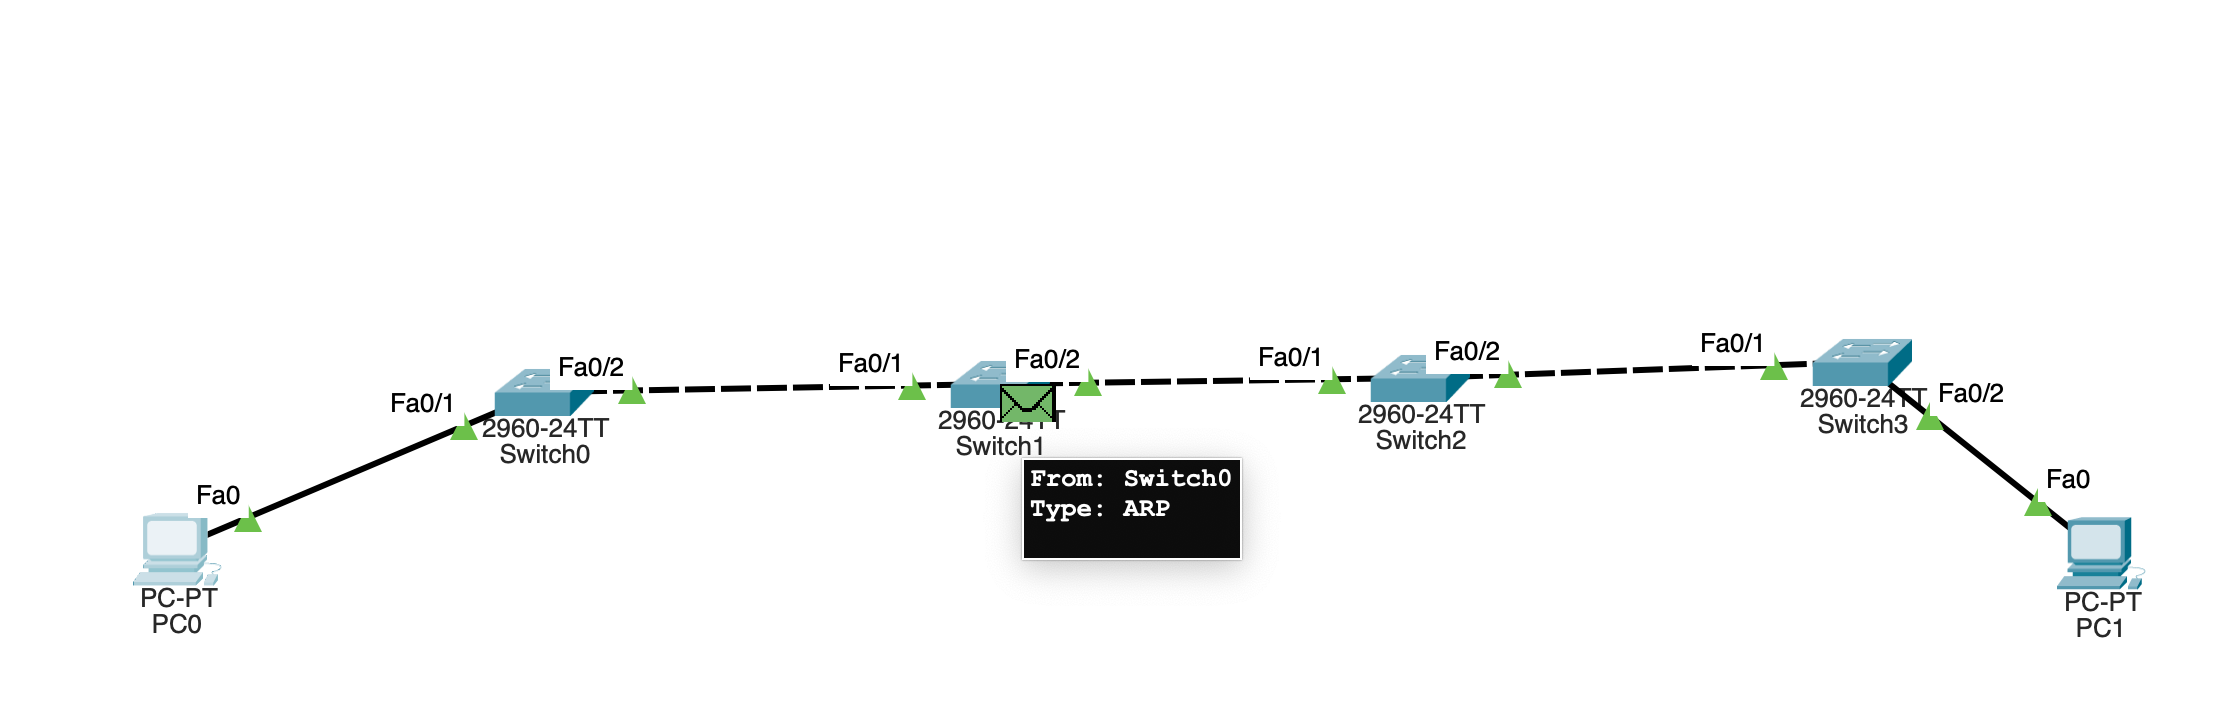 Fa0
PC-PT
PC0
Fa0/1
Fa0/2
2960-24TT
Switch0
Fa0/1
Fa0/2
2960-24TT
Switch1
From: Switch0
Type: ARP
Fa0/1
Fa0/2
2960-24TT
Switch2
Fa0/1
2960-24TT
Switch3
Fa0/2
Fa0
PC-PT
PC1